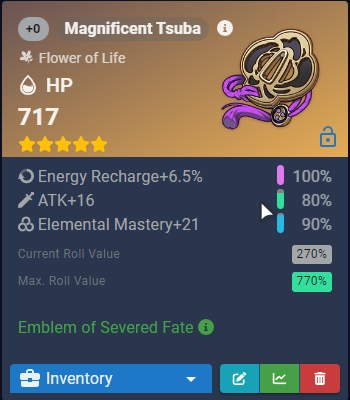 +0 Magnificent Tsuba
Flower of Life
HP
717
Energy Recharge+6.5% 100%
ATK+16 80%
Elemental Mastery+21 90%
Current Roll Value 270%
Max. Roll Value 770%
Emblem of Severed Fate
Inventory